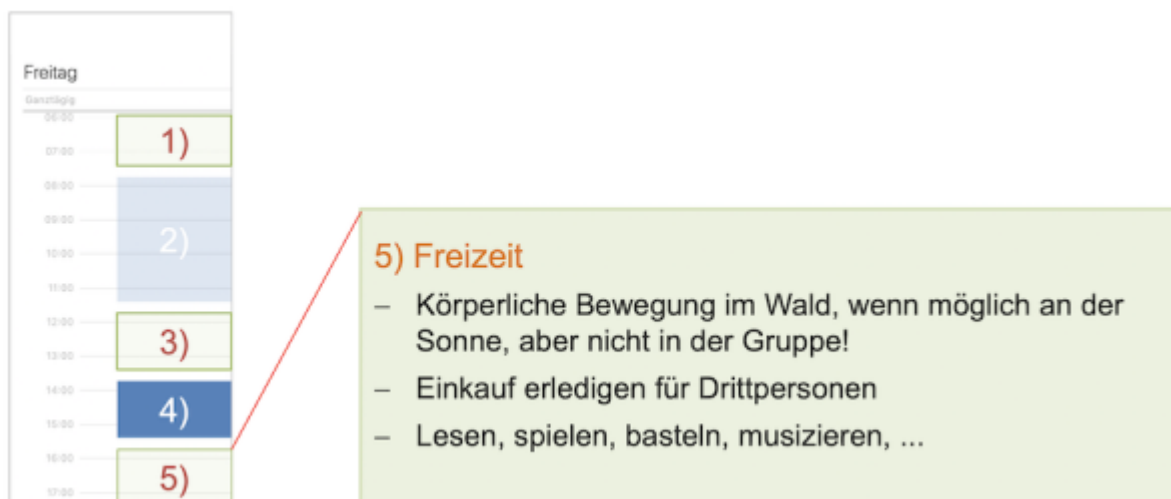 Freitag
Ganztägig
06:00
1)
07:00
08:00
09:00
2)
10:00
11:00
12:00
3)
13:00
14:00
4)
15:00
16:00
5)
17:00
5) Freizeit
– Körperliche Bewegung im Wald, wenn möglich an der
Sonne, aber nicht in der Gruppe!
– Einkauf erledigen für Drittpersonen
– Lesen, spielen, basteln, musizieren, ...